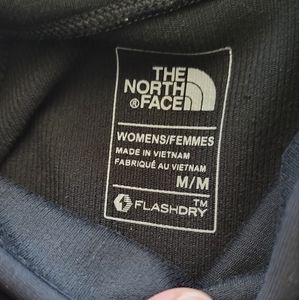 THE
NORTH
®FACE
WOMENS/FEMMES
MADE IN VIETNAM
FABRIQUÉ AU VIETNAM
M/M
FLASHDRY™